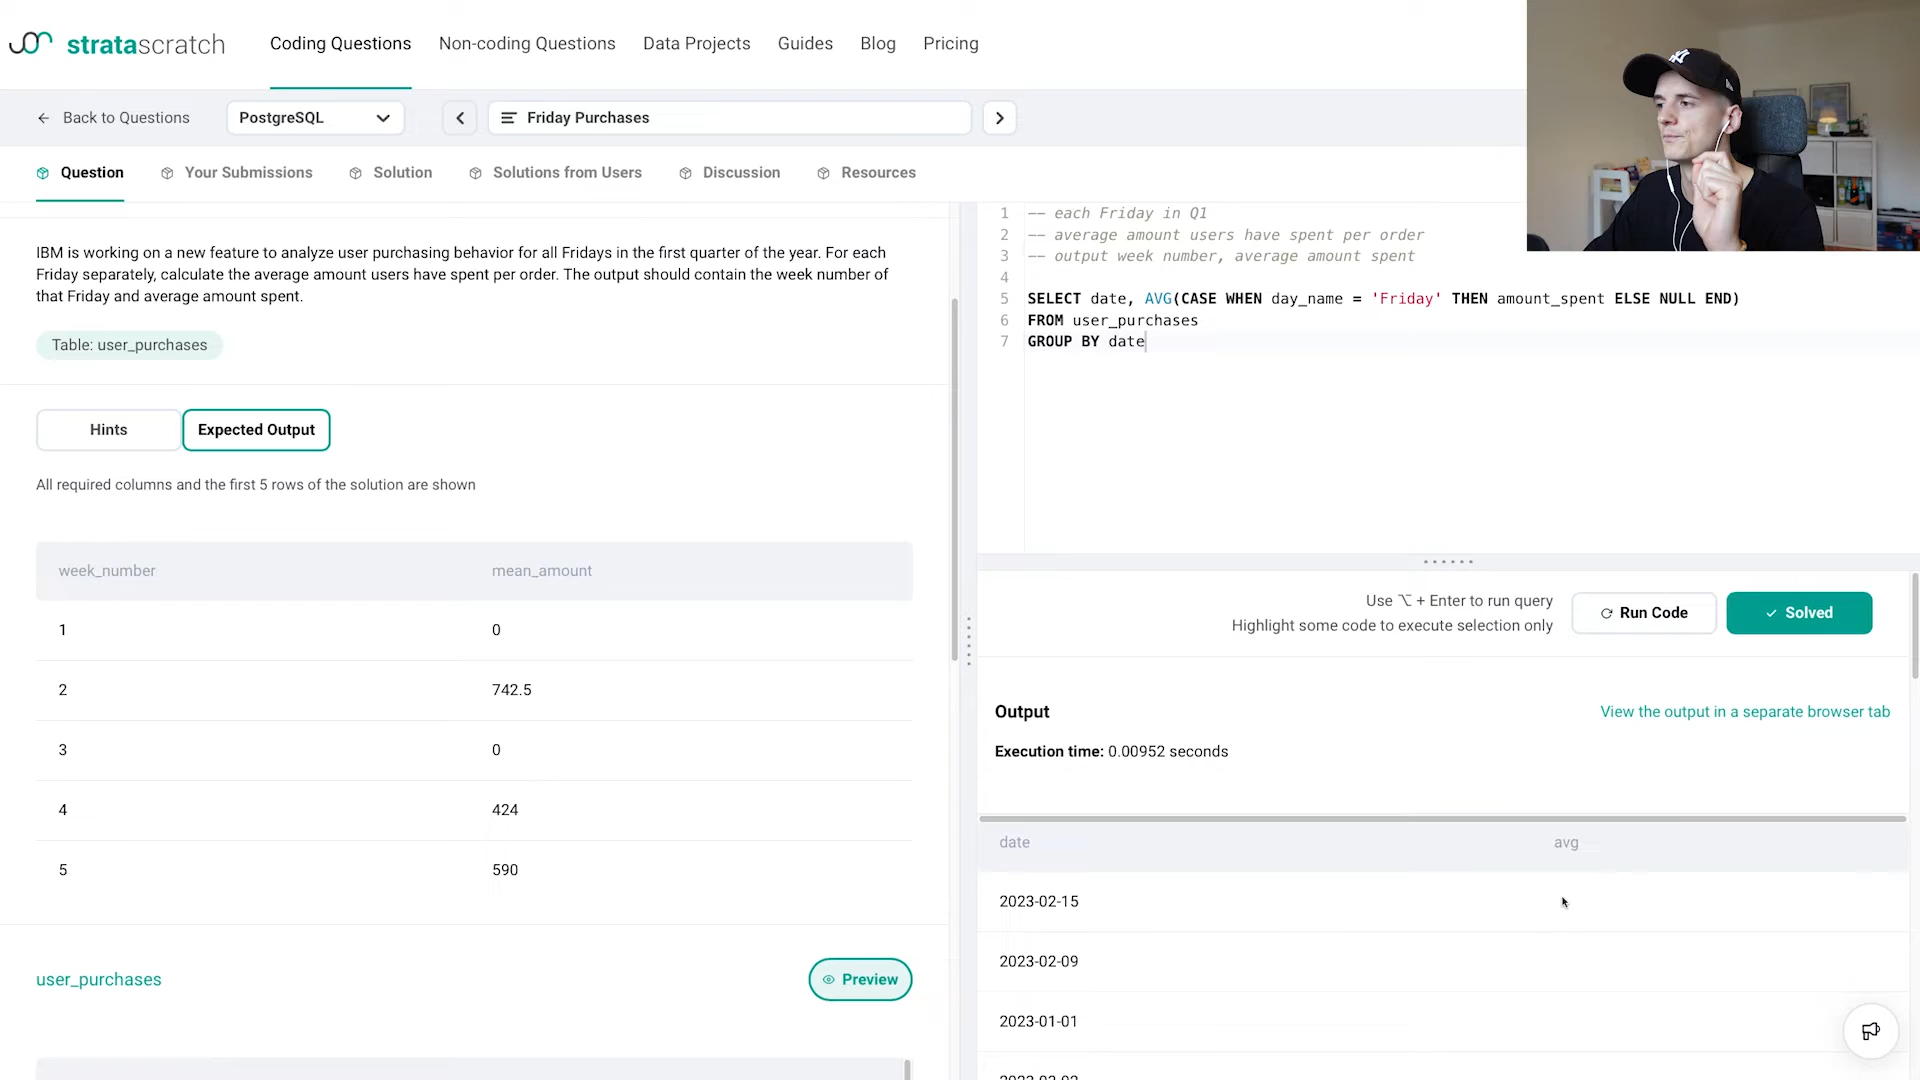 stratascratch
Coding Questions
Non-coding Questions
Data Projects
Guides
Blog
Pricing
Back to Questions
PostgreSQL
Friday Purchases
Question
Your Submissions
Solution
Solutions from Users
Discussion
Resources
IBM is working on a new feature to analyze user purchasing behavior for all Fridays in the first quarter of the year. For each
Friday separately, calculate the average amount users have spent per order. The output should contain the week number of
that Friday and average amount spent.
Table: user_purchases
Hints
Expected Output
All required columns and the first 5 rows of the solution are shown
week_number mean_amount
1 0
2 742.5
3 0
4 424
5 590
user_purchases
Preview
1 -- each Friday in Q1
2 -- average amount users have spent per order
3 -- output week number, average amount spent
4
5 SELECT date, AVG(CASE WHEN day_name = 'Friday' THEN amount_spent ELSE NULL END)
6 FROM user_purchases
7 GROUP BY date
Use ⌥ + Enter to run query
Highlight some code to execute selection only
Run Code
Solved
Output
View the output in a separate browser tab
Execution time: 0.00952 seconds
date avg
2023-02-15
2023-02-09
2023-01-01